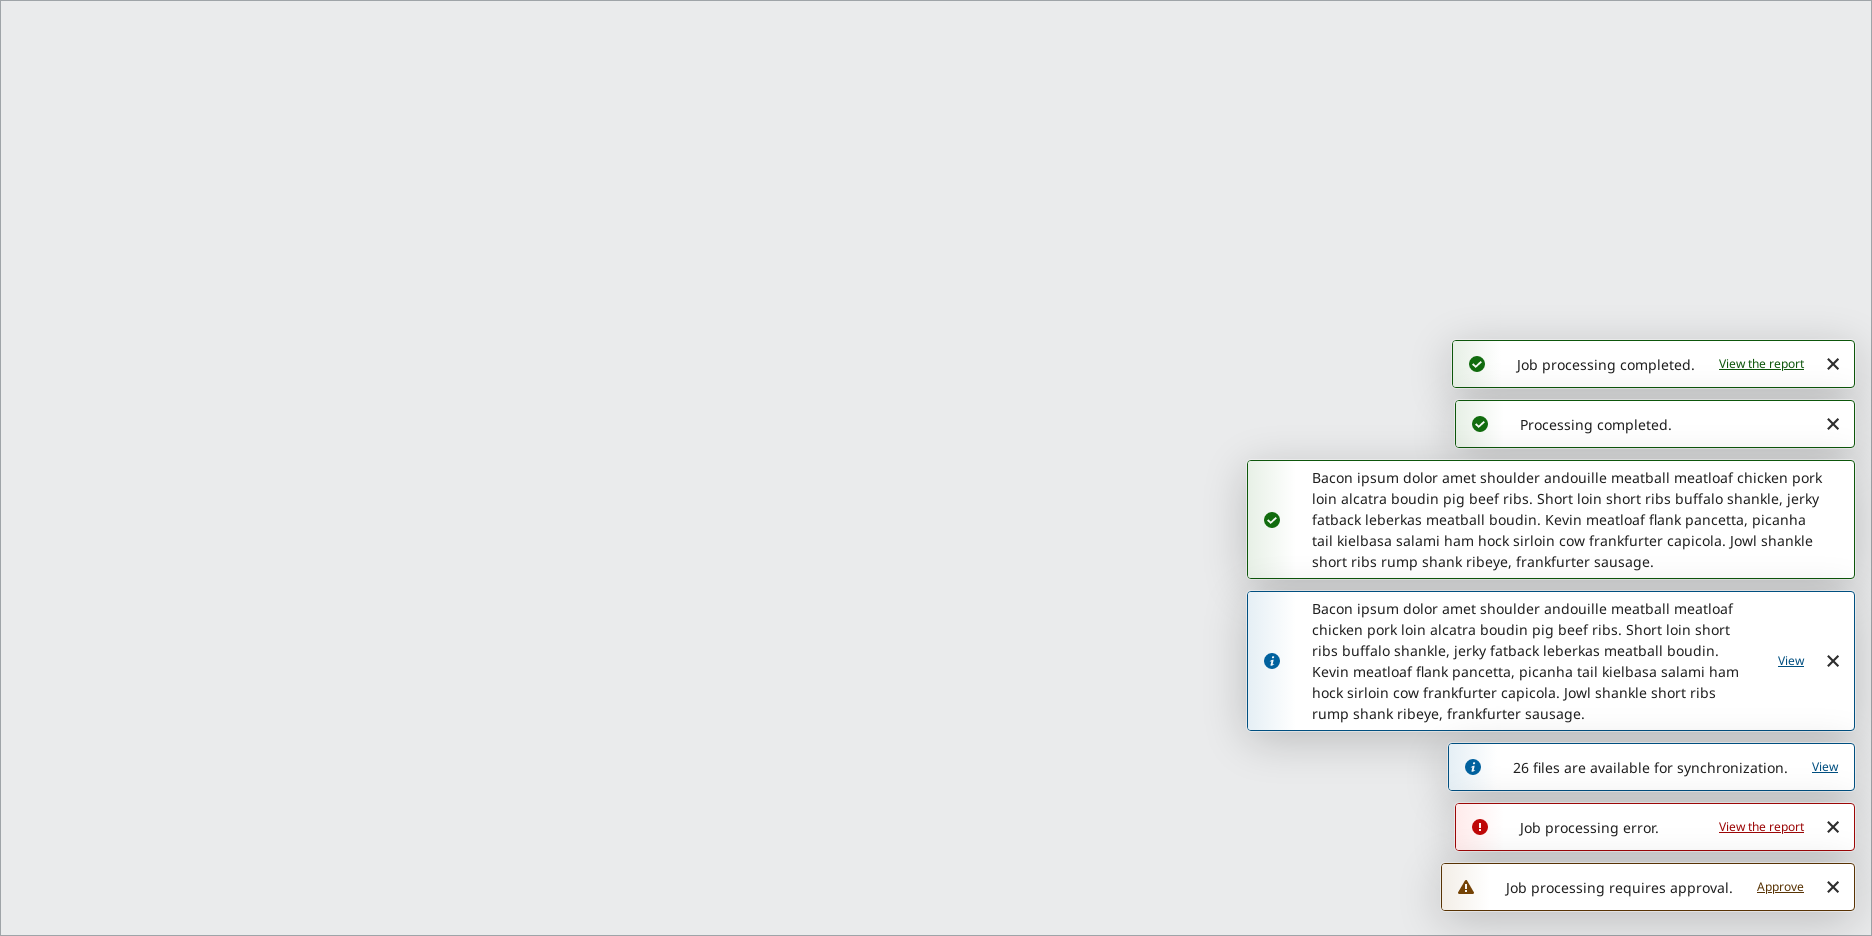 Job processing completed. View the report
Processing completed.
Bacon ipsum dolor amet shoulder andouille meatball meatloaf chicken pork
loin alcatra boudin pig beef ribs. Short loin short ribs buffalo shankle, jerky
fatback leberkas meatball boudin. Kevin meatloaf flank pancetta, picanha
tail kielbasa salami ham hock sirloin cow frankfurter capicola. Jowl shankle
short ribs rump shank ribeye, frankfurter sausage.
Bacon ipsum dolor amet shoulder andouille meatball meatloaf
chicken pork loin alcatra boudin pig beef ribs. Short loin short
ribs buffalo shankle, jerky fatback leberkas meatball boudin.
Kevin meatloaf flank pancetta, picanha tail kielbasa salami ham
hock sirloin cow frankfurter capicola. Jowl shankle short ribs
rump shank ribeye, frankfurter sausage.
View
26 files are available for synchronization. View
Job processing error. View the report
Job processing requires approval. Approve